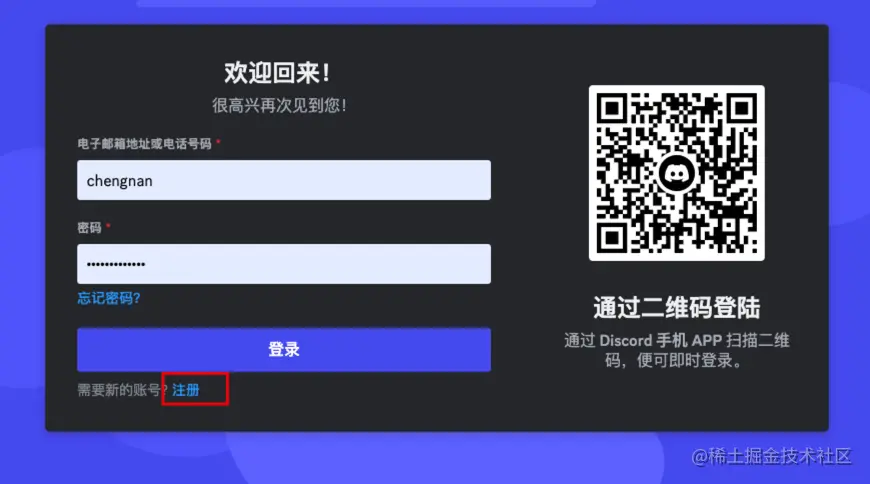 欢迎回来！
很高兴再次见到您！
电子邮箱地址或电话号码 *
chengnan
密码 *
•••••••••••••
忘记密码？
登录
需要新的账号？注册
通过二维码登陆
通过 Discord 手机 APP 扫描二维
码，便可即时登录。
@稀土掘金技术社区